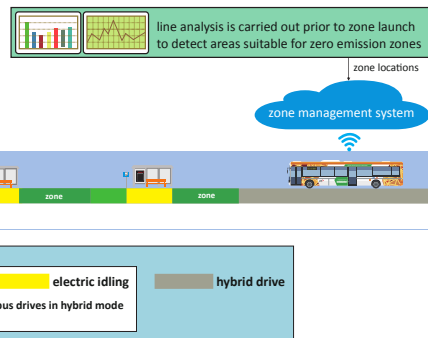 line analysis is carried out prior to zone launch
to detect areas suitable for zero emission zones
zone locations
zone management system
P
zone
zone
electric idling
hybrid drive
bus drives in hybrid mode